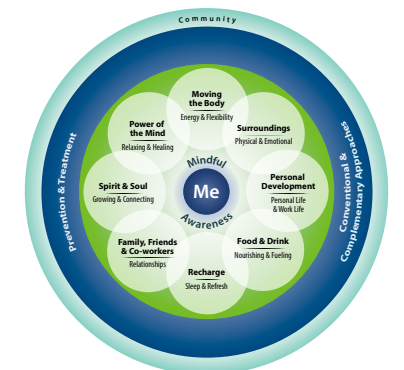 Community
Prevention & Treatment
Conventional &
Complementary Approaches
Moving
the Body
Energy & Flexibility
Surroundings
Physical & Emotional
Personal
Development
Personal Life
& Work Life
Food & Drink
Nourishing & Fueling
Recharge
Sleep & Refresh
Family, Friends
& Co-workers
Relationships
Spirit & Soul
Growing & Connecting
Power of
the Mind
Relaxing & Healing
Mindful
Me
Awareness